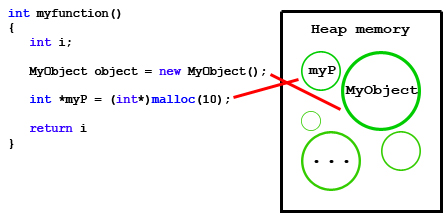 int myfunction()
{
int i;
MyObject object = new MyObject();
int *myP = (int*)malloc(10);
return i
}
Heap memory
myP
MyObject
...